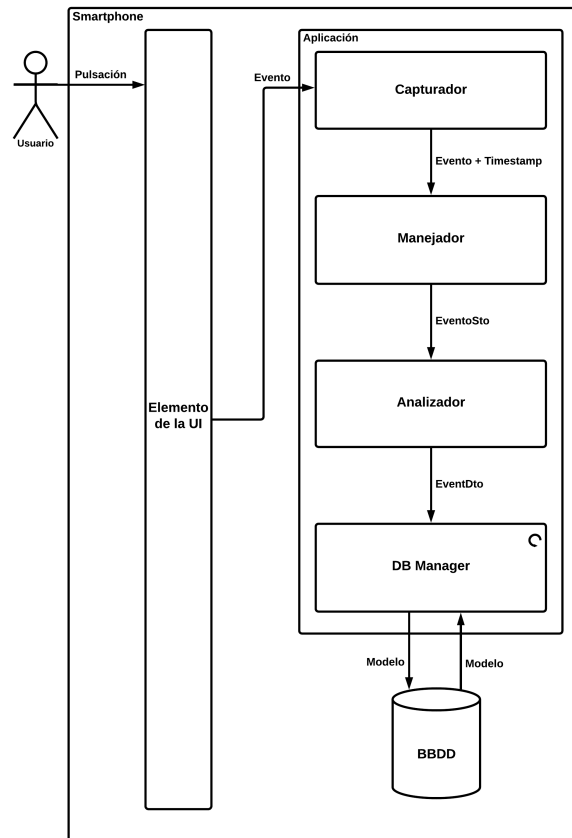 Smartphone
Aplicación
Pulsación
Usuario
Evento
Capturador
Evento + Timestamp
Manejador
EventoSto
Elemento
de la UI
Analizador
EventDto
DB Manager
Modelo
Modelo
BBDD